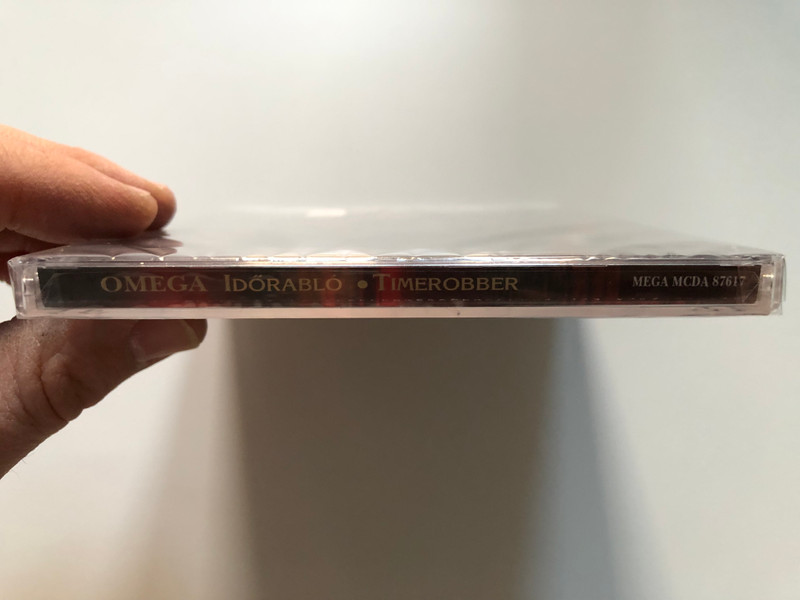 OMEGA IDŐRABLÓ • TIMEROBBER MEGA MCDA 87617